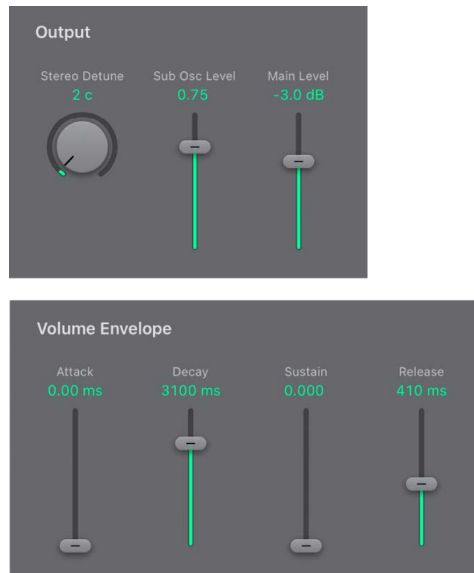 Output
Stereo Detune Sub Osc Level Main Level
2 c 0.75 -3.0 dB
Volume Envelope
Attack Decay Sustain Release
0.00 ms 3100 ms 0.000 410 ms